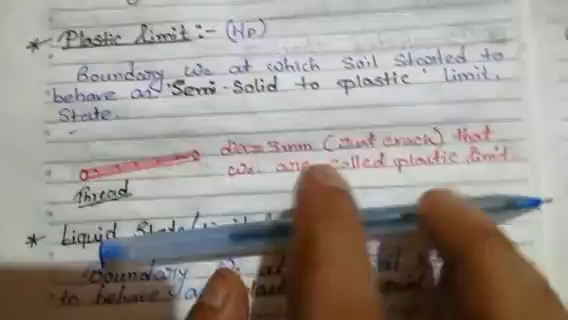 * Plastic limit :- (Wp)
Boundary Wc at which Soil Started to
behave as Semi-Solid to plastic limit.
State.
dia=3mm (Just crack) that
Wc are called plastic limit
Thread
* Liquid
Boundary
to behave